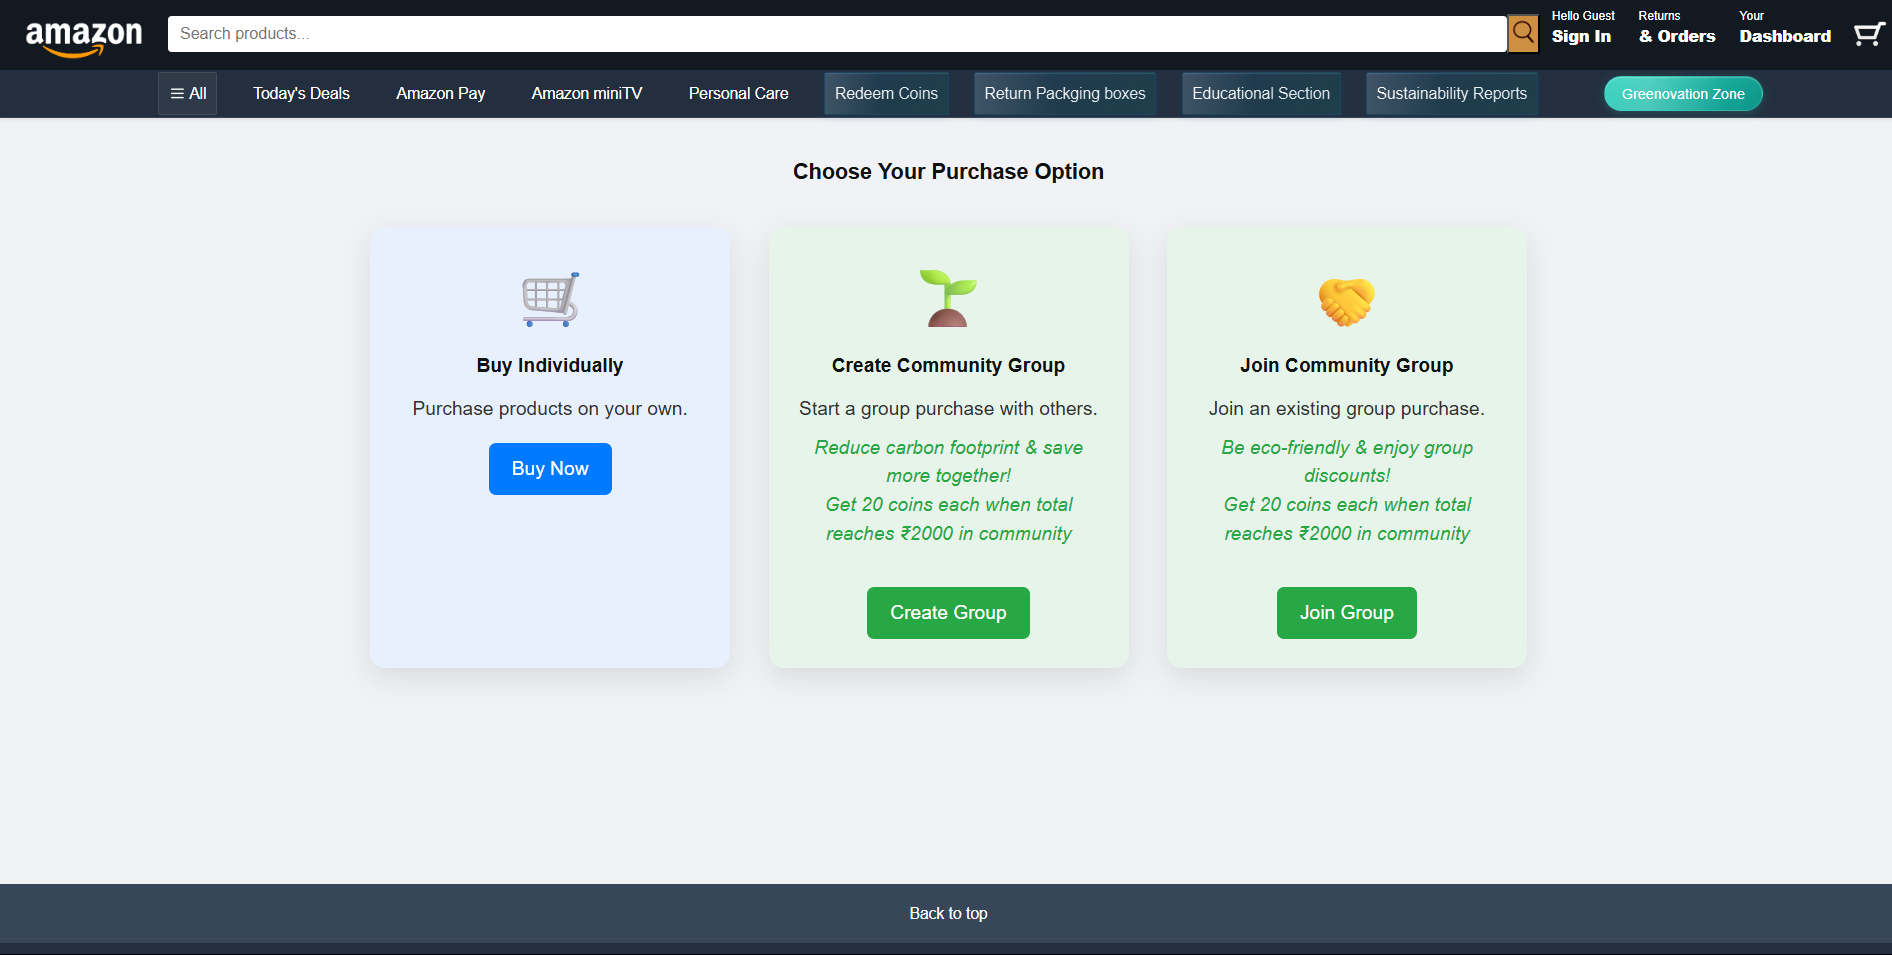 amazon
Search products...
Hello Guest
Sign In
Returns
& Orders
Your
Dashboard
All
Today's Deals
Amazon Pay
Amazon miniTV
Personal Care
Redeem Coins
Return Packging boxes
Educational Section
Sustainability Reports
Greenovation Zone
Choose Your Purchase Option
Buy Individually
Purchase products on your own.
Buy Now
Create Community Group
Start a group purchase with others.
Reduce carbon footprint & save
more together!
Get 20 coins each when total
reaches ₹2000 in community
Create Group
Join Community Group
Join an existing group purchase.
Be eco-friendly & enjoy group
discounts!
Get 20 coins each when total
reaches ₹2000 in community
Join Group
Back to top